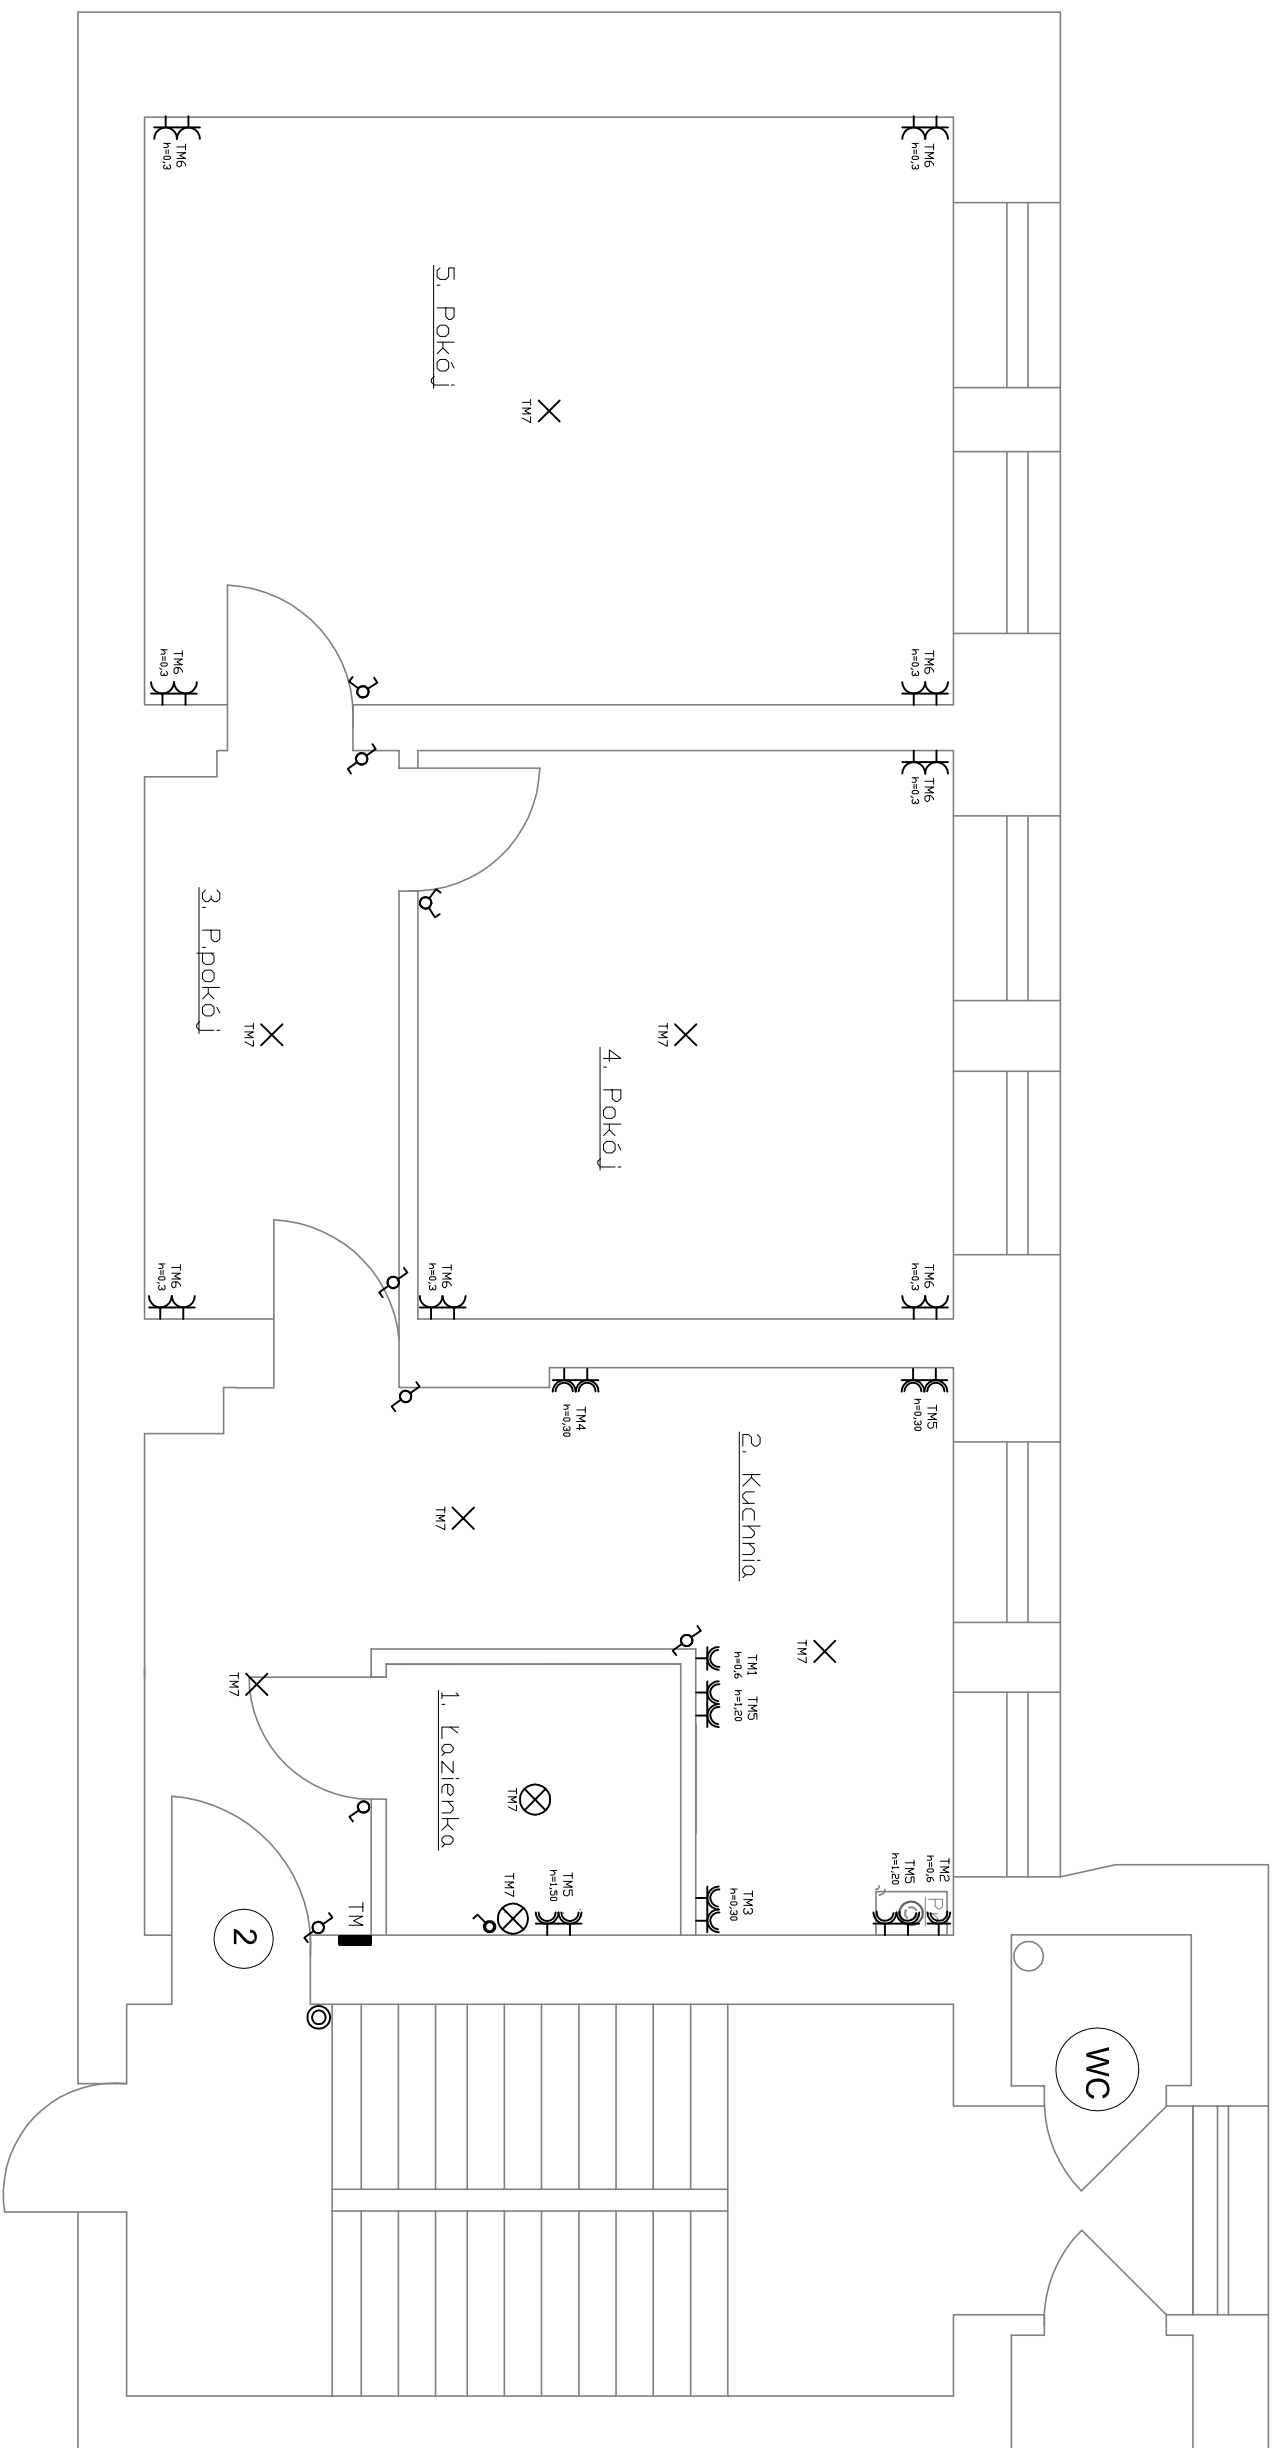 TM6
h=0,3
TM6
h=0,3
5. Pokój
TM7
TM6
h=0,3
TM6
h=0,3
TM6
h=0,3
3. P.pokój
TM7
TM7
4. Pokój
TM6
h=0,3
TM6
h=0,3
TM6
h=0,3
TM4
h=0,30
TM5
h=0,30
2. Kuchnia
TM7
TM7
TM1
h=0,6
TM5
h=1,20
TM7
1. Łazienka
TM7
TM7
TM5
h=1,50
TM3
h=0,30
TM5
h=1,20
TM2
h=0,6
TM
2
WC